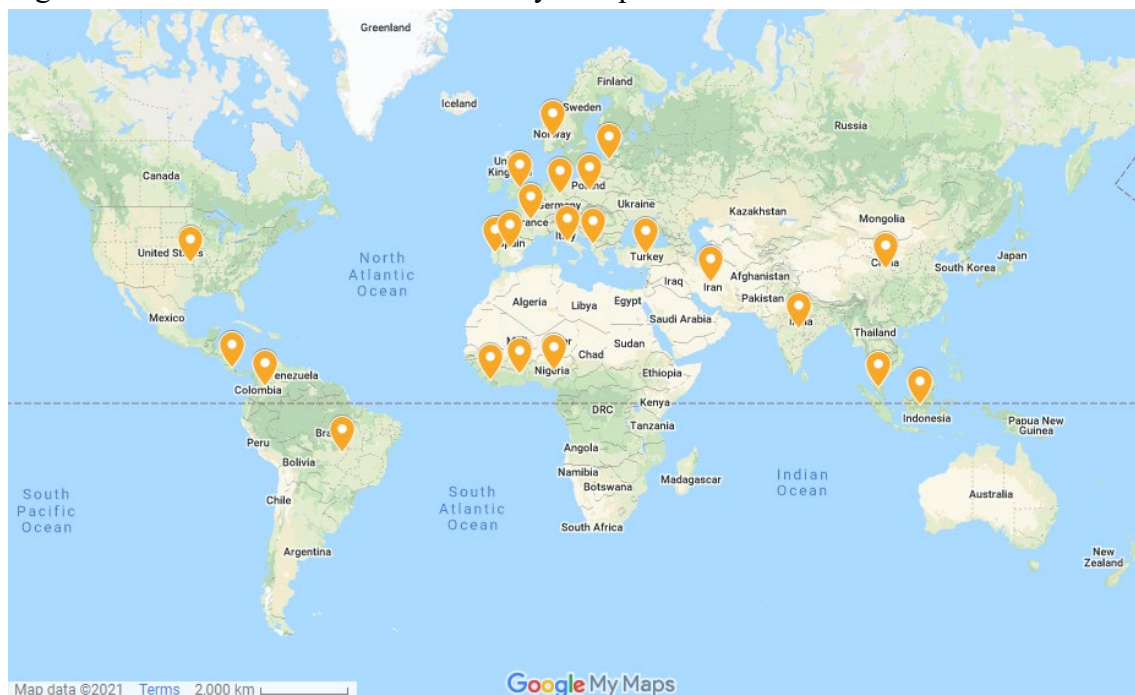 Greenland
Iceland
Finland
Sweden
Norway
Russia
Canada
Poland
Ukraine
Kazakhstan
Mongolia
United States
North
Atlantic
Ocean
Turkey
Japan
South Korea
Afghanistan
Iraq
Iran
Algeria
Libya
Egypt
Pakistan
Mexico
Saudi Arabia
Thailand
Chad
Sudan
Nigeria
Ethiopia
Colombia
Kenya
DRC
Indonesia
Papua New
Guinea
Tanzania
Peru
Bolivia
Angola
Namibia
Botswana
Madagascar
Indian
Ocean
Chile
South
Pacific
Ocean
South
Atlantic
Ocean
Australia
South Africa
Argentina
New
Zealand
Map data ©2021 Terms 2,000 km
Google My Maps